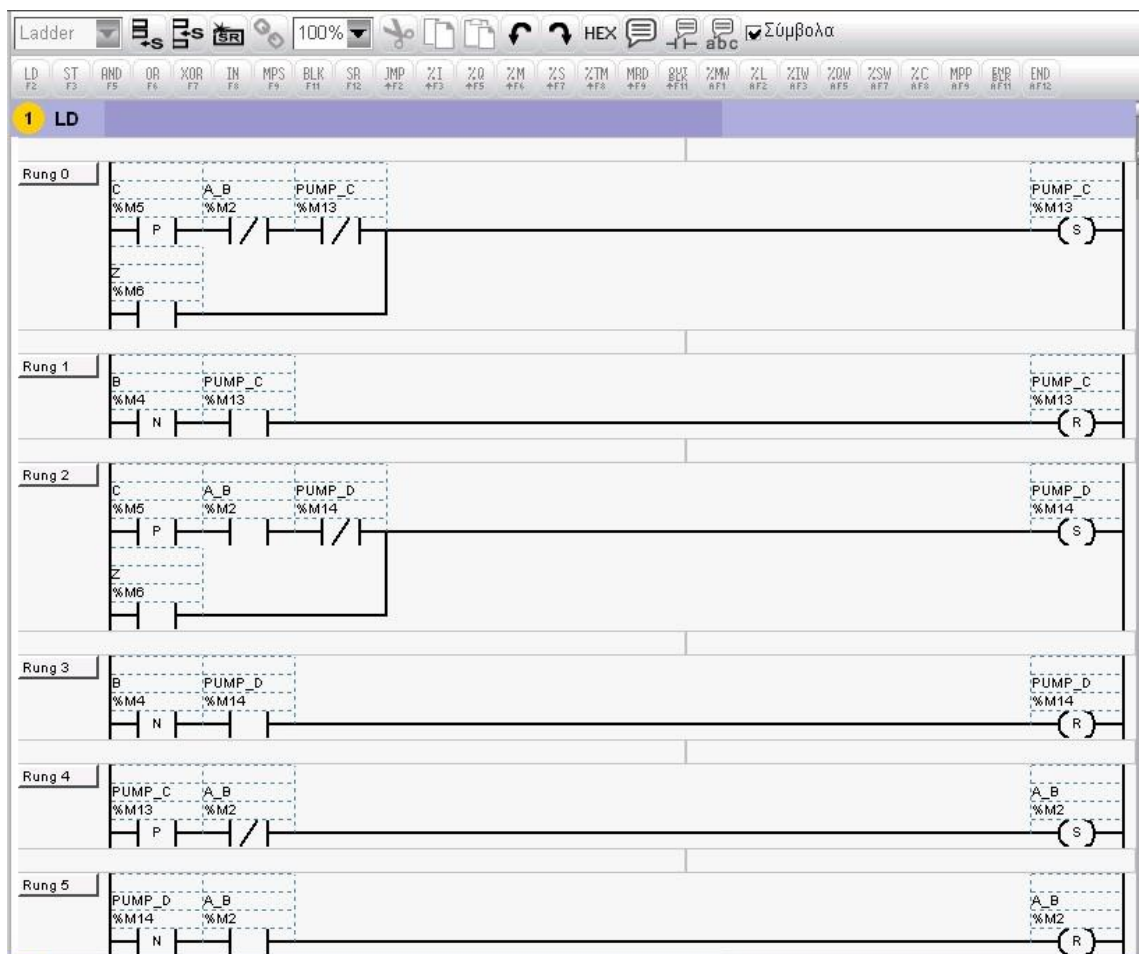 Ladder 100% HEX abc Σύμβολα
LD ST AND OR XOR IN MPS BLK SR JMP %I %Q %M %S %TM MRD %MW %L %IW %QW %SW %C MPP END
F2 F3 F5 F6 F7 F8 F9 F11 F12
1 LD
Rung 0
C A_B PUMP_C PUMP_C
%M5 %M2 %M13 %M13
P S
Z
%M6
Rung 1
B PUMP_C PUMP_C
%M4 %M13 %M13
N R
Rung 2
C A_B PUMP_D PUMP_D
%M5 %M2 %M14 %M14
P S
Z
%M6
Rung 3
B PUMP_D PUMP_D
%M4 %M14 %M14
N R
Rung 4
PUMP_C A_B A_B
%M13 %M2 %M2
P S
Rung 5
PUMP_D A_B A_B
%M14 %M2 %M2
N R